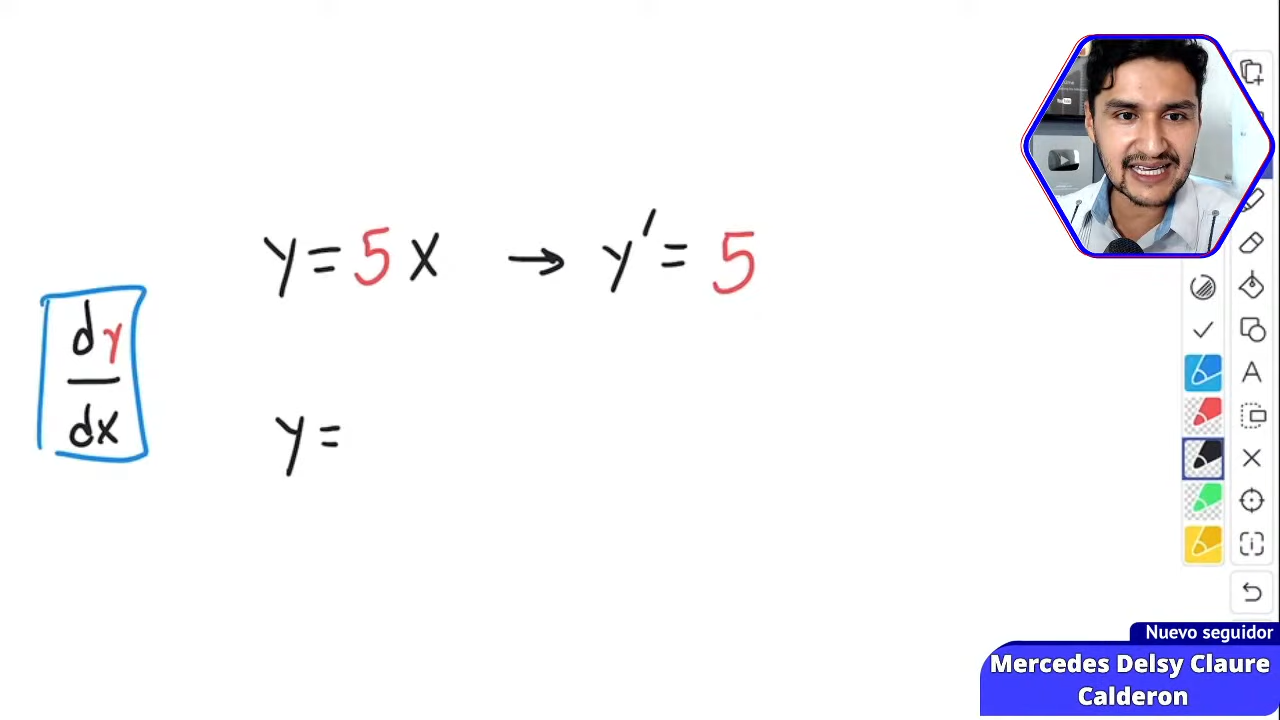 y = 5x → y' = 5
dy
dx
y =
A
Nuevo seguidor
Mercedes Delsy Claure
Calderon